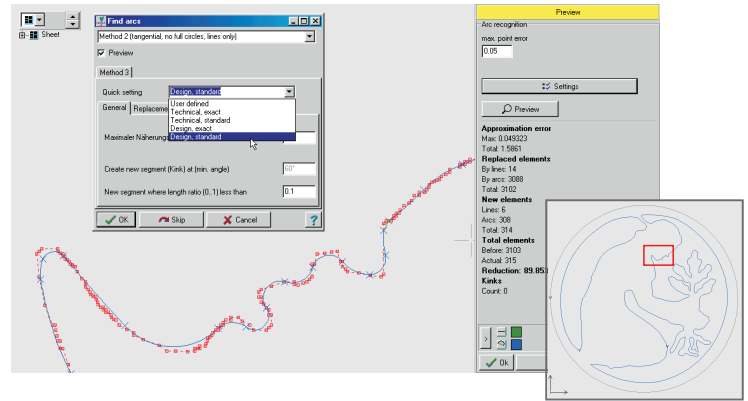 Sheet
Find arcs
Method 2 (tangential, no full circles, lines only)
Preview
Method 3
Quick setting
Design, standard
User defined
Technical, exact
Technical, standard
Design, exact
Design, standard
General
Replaceme
Maximaler Näherungs
Create new segment (Kink) at (min. angle)
60°
New segment where length ratio (0..1) less than
0.1
OK
Skip
Cancel
?
Preview
Arc recognition
max. point error
0.05
Settings
Preview
Approximation error
Max: 0.049323
Total: 1.5861
Replaced elements
By lines: 14
By arcs: 3088
Total: 3102
New elements
Lines: 6
Arcs: 308
Total: 314
Total elements
Before: 3103
Actual: 315
Reduction: 89.85
Kinks
Count: 0
>
Ok